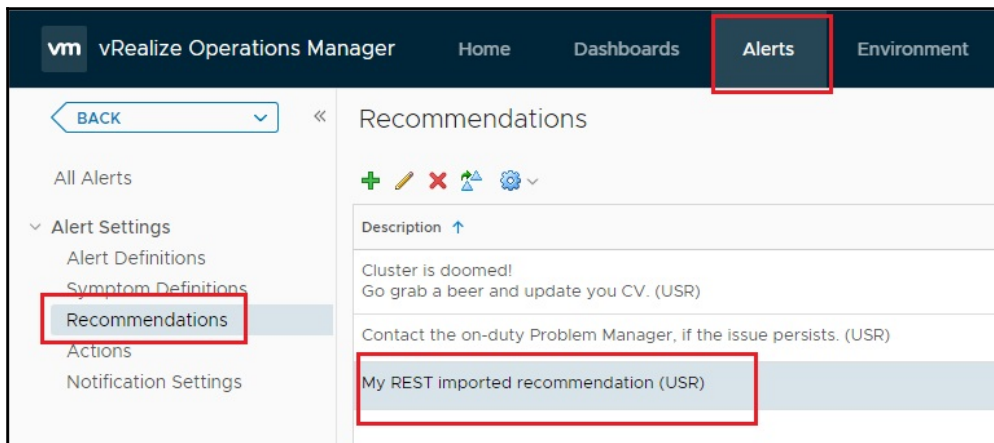 vm vRealize Operations Manager Home Dashboards Alerts Environment
BACK
Recommendations
All Alerts
Alert Settings
Alert Definitions
Symptom Definitions
Recommendations
Actions
Notification Settings
Description
Cluster is doomed!
Go grab a beer and update you CV. (USR)
Contact the on-duty Problem Manager, if the issue persists. (USR)
My REST imported recommendation (USR)